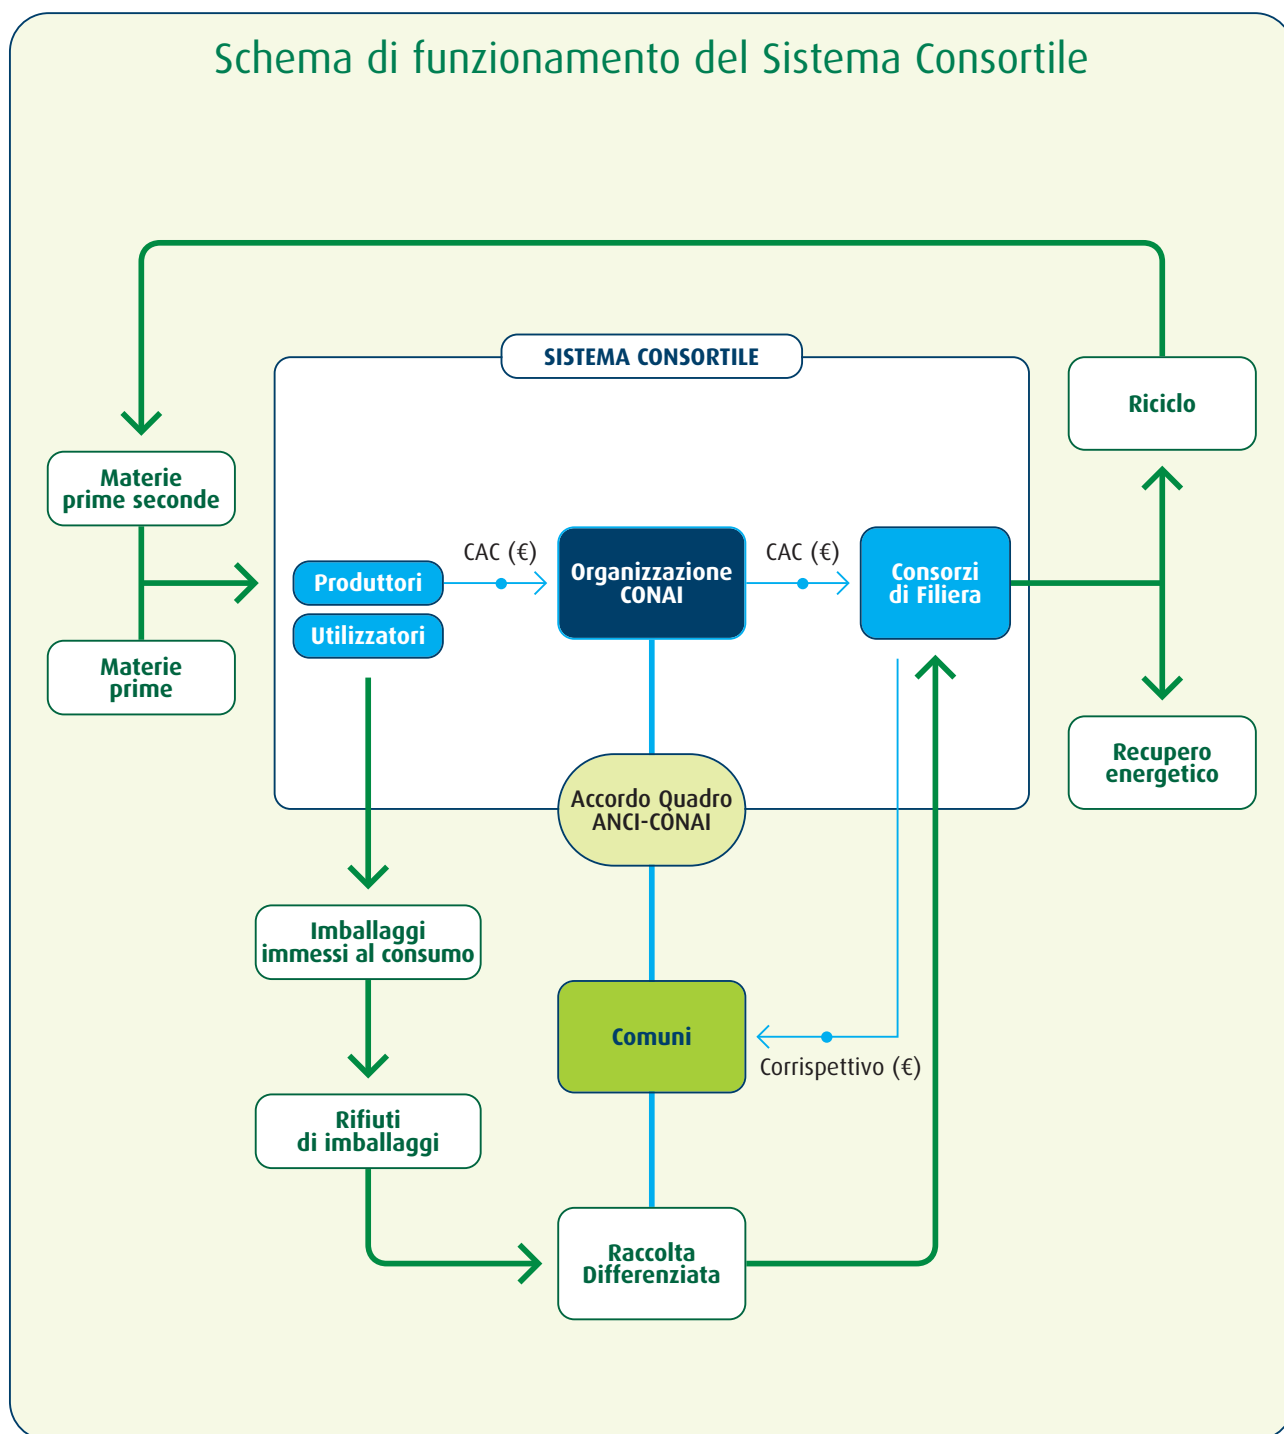 Schema di funzionamento del Sistema Consortile
SISTEMA CONSORTILE
Riciclo
Materie
prime seconde
CAC (€)
CAC (€)
Produttori
Organizzazione
CONAI
Consorzi
di Filiera
Utilizzatori
Materie
prime
Recupero
energetico
Accordo Quadro
ANCI-CONAI
Imballaggi
immessi al consumo
Comuni
Corrispettivo (€)
Rifiuti
di imballaggi
Raccolta
Differenziata